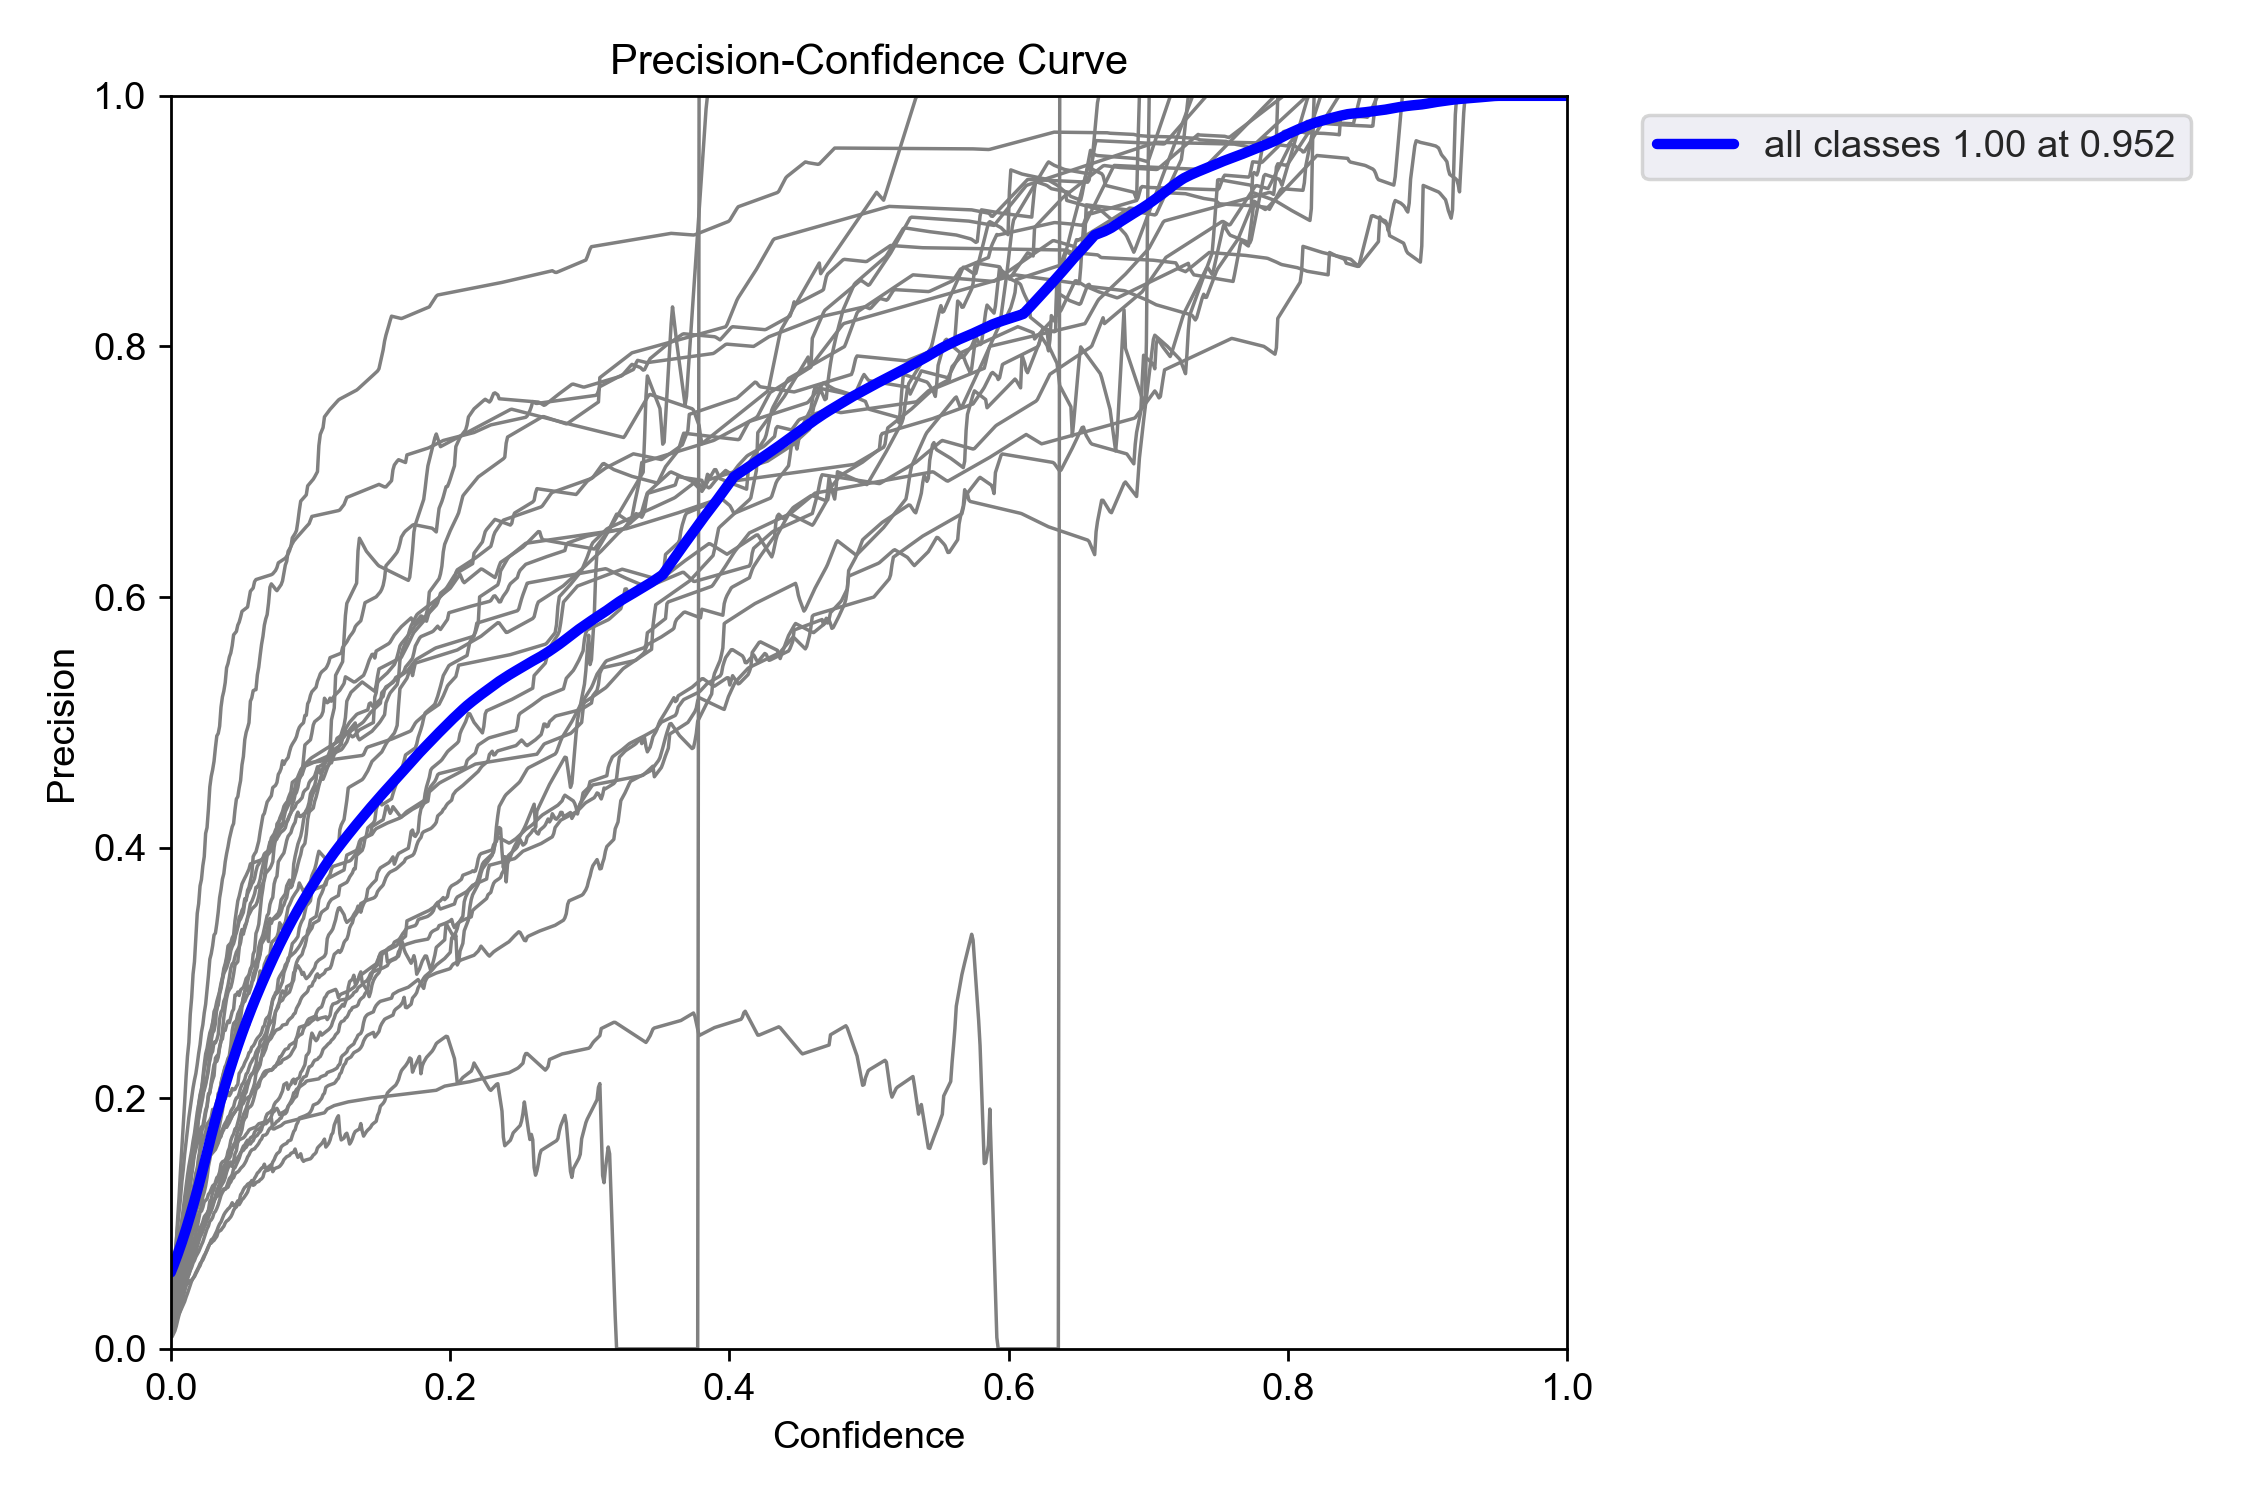 Precision-Confidence Curve
all classes 1.00 at 0.952
Precision
1.0
0.8
0.6
0.4
0.2
0.0
0.0 0.2 0.4 0.6 0.8 1.0
Confidence